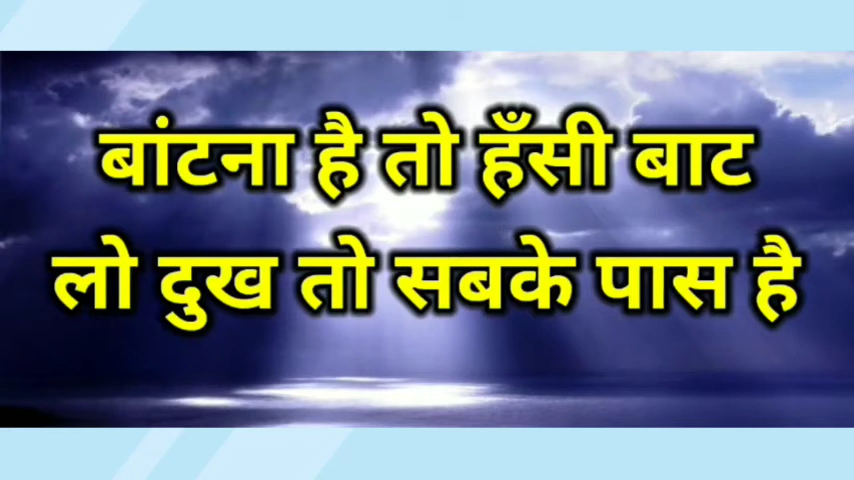 बांटना है तो हँसी बाट
लो दुख तो सबके पास है